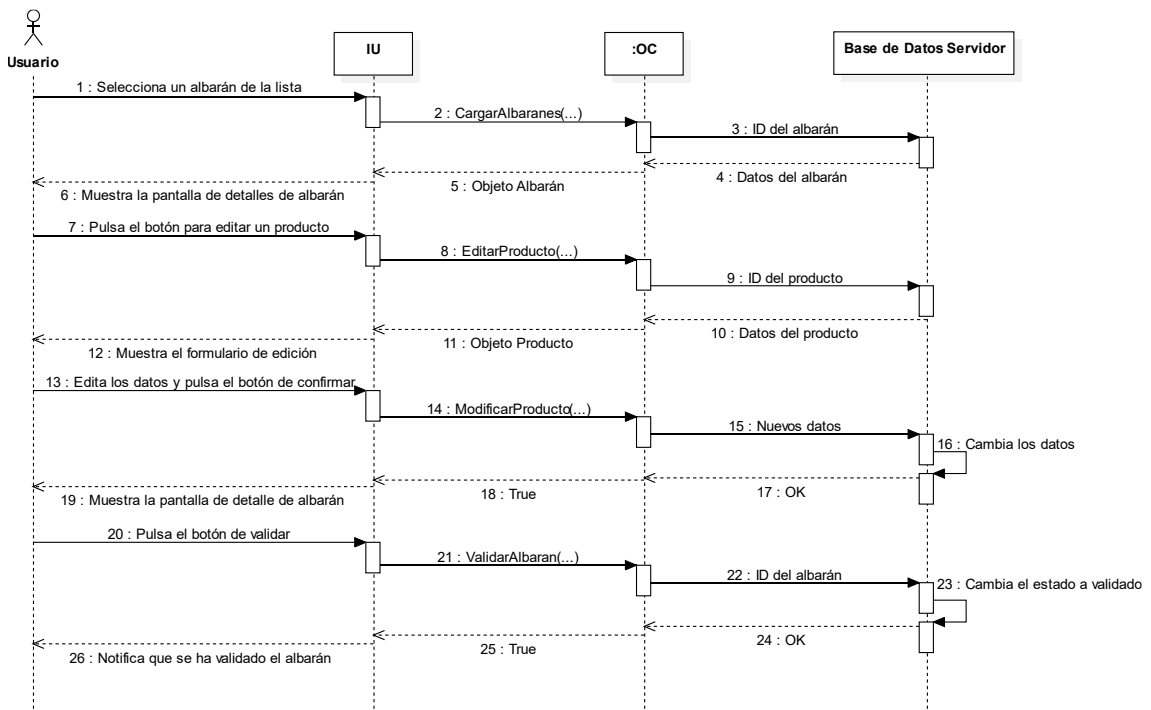 Usuario
IU
:OC
Base de Datos Servidor
1 : Selecciona un albarán de la lista
2 : CargarAlbaranes(...)
3 : ID del albarán
4 : Datos del albarán
5 : Objeto Albarán
6 : Muestra la pantalla de detalles de albarán
7 : Pulsa el botón para editar un producto
8 : EditarProducto(...)
9 : ID del producto
10 : Datos del producto
11 : Objeto Producto
12 : Muestra el formulario de edición
13 : Edita los datos y pulsa el botón de confirmar
14 : ModificarProducto(...)
15 : Nuevos datos
16 : Cambia los datos
17 : OK
18 : True
19 : Muestra la pantalla de detalle de albarán
20 : Pulsa el botón de validar
21 : ValidarAlbaran(...)
22 : ID del albarán
23 : Cambia el estado a validado
24 : OK
25 : True
26 : Notifica que se ha validado el albarán